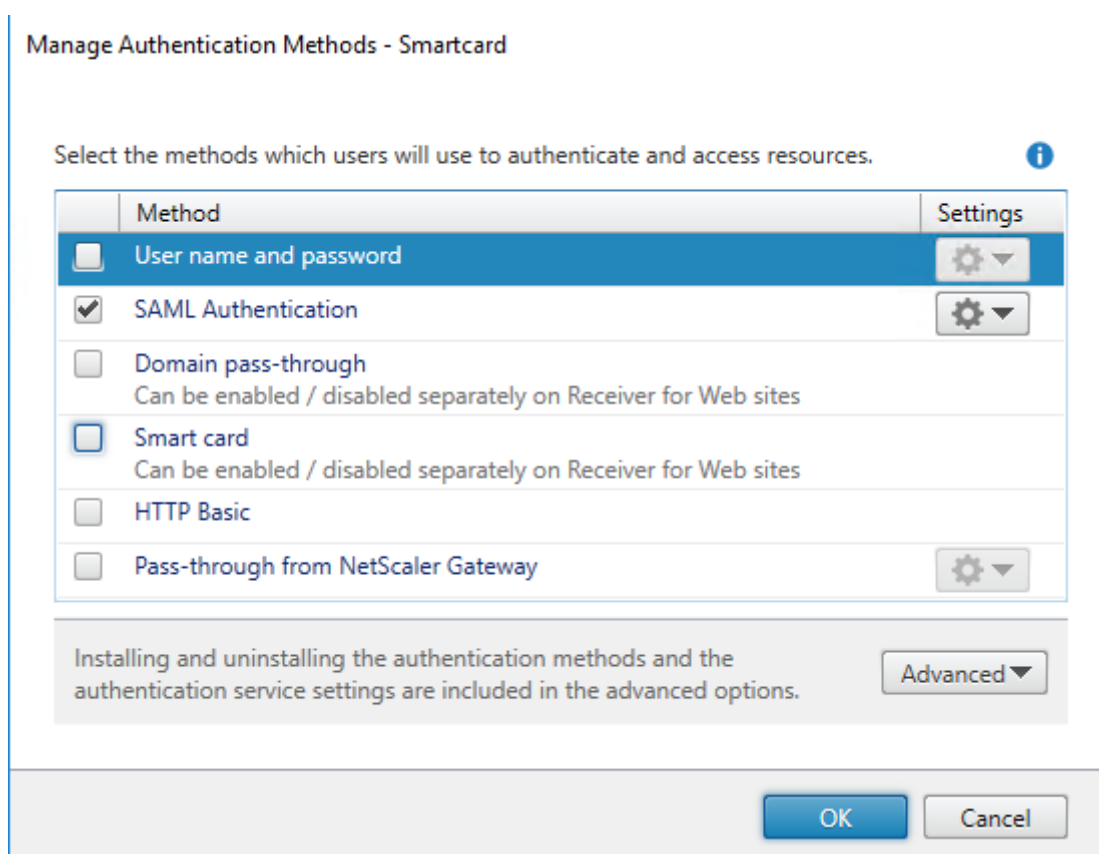 Manage Authentication Methods - Smartcard
Select the methods which users will use to authenticate and access resources.
Method Settings
User name and password
SAML Authentication
Domain pass-through
Can be enabled / disabled separately on Receiver for Web sites
Smart card
Can be enabled / disabled separately on Receiver for Web sites
HTTP Basic
Pass-through from NetScaler Gateway
Installing and uninstalling the authentication methods and the
authentication service settings are included in the advanced options.
Advanced
OK Cancel